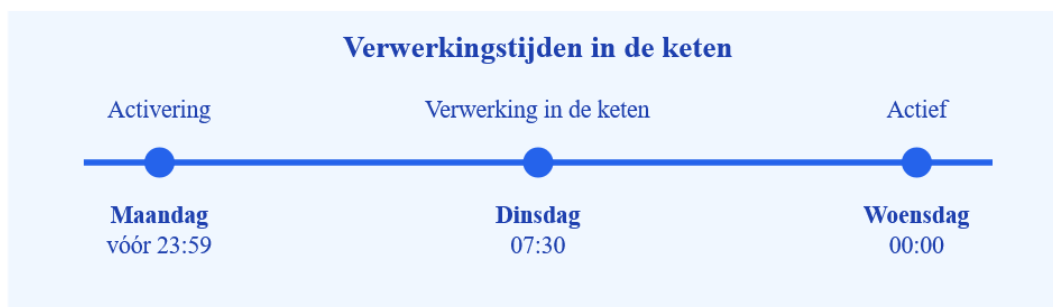 Verwerkingstijden in de keten
Activering
Verwerking in de keten
Actief
Maandag
vóór 23:59
Dinsdag
07:30
Woensdag
00:00